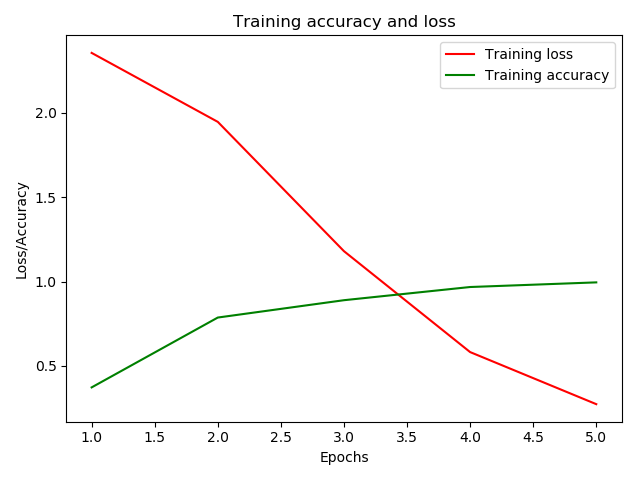 Training accuracy and loss
Training loss
Training accuracy
2.0
1.5
1.0
0.5
Loss/Accuracy
1.0 1.5 2.0 2.5 3.0 3.5 4.0 4.5 5.0
Epochs